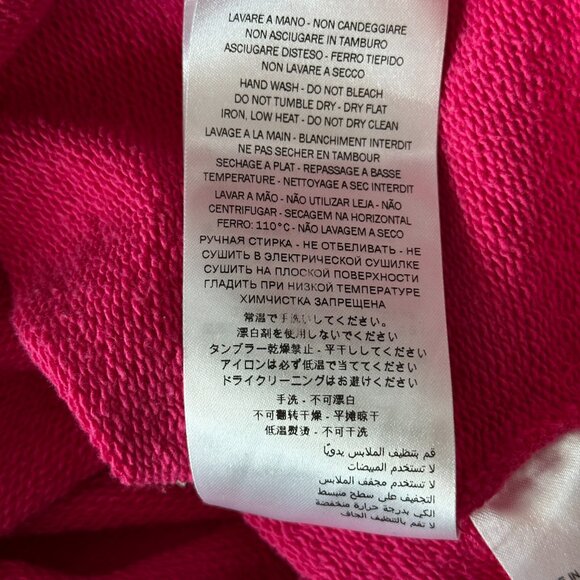 LAVARE A MANO - NON CANDEGGIARE
NON ASCIUGARE IN TAMBURO
ASCIUGARE DISTESO - FERRO TIEPIDO
NON LAVARE A SECCO
HAND WASH - DO NOT BLEACH
DO NOT TUMBLE DRY - DRY FLAT
IRON, LOW HEAT - DO NOT DRY CLEAN
LAVAGE A LA MAIN - BLANCHIMENT INTERDIT
NE PAS SECHER EN TAMBOUR
SECHAGE A PLAT - REPASSAGE A BASSE
TEMPERATURE - NETTOYAGE A SEC INTERDIT
LAVAR A MÃO - NÃO UTILIZAR LEJA - NÃO
CENTRIFUGAR - SECAGEM NA HORIZONTAL
FERRO: 110°C - NÃO LAVAGEM A SECO
РУЧНАЯ СТИРКА - НЕ ОТБЕЛИВАТЬ - НЕ
СУШИТЬ В ЭЛЕКТРИЧЕСКОЙ СУШИЛКЕ
СУШИТЬ НА ПЛОСКОЙ ПОВЕРХНОСТИ
ГЛАДИТЬ ПРИ НИЗКОЙ ТЕМПЕРАТУРЕ
ХИМЧИСТКА ЗАПРЕЩЕНА
常温で手洗いしてください。
漂白剤を使用しないでください
タンブラー乾燥禁止 - 平干ししてください
アイロンは必ず低温で当ててください
ドライクリーニングはお避けください
手洗 - 不可漂白
不可翻转干燥 - 平摊晾干
低温熨烫 - 不可干洗
قم بتنظيف الملابس يدويًا
لا تستخدم المبيضات
لا تستخدم مجفف الملابس
التجفيف على سطح منبسط
الكي بدرجة حرارة منخفضة
لا تقم بالتنظيف الجاف